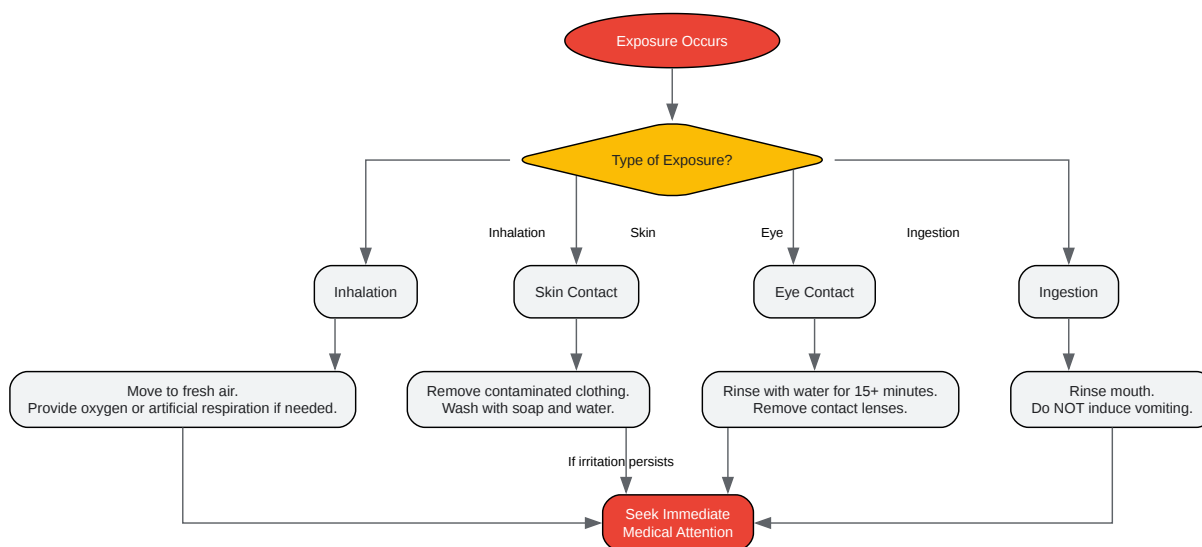 Exposure Occurs
Type of Exposure?
Inhalation
Skin
Eye
Ingestion
Inhalation
Skin Contact
Eye Contact
Ingestion
Move to fresh air.
Provide oxygen or artificial respiration if needed.
Remove contaminated clothing.
Wash with soap and water.
Rinse with water for 15+ minutes.
Remove contact lenses.
Rinse mouth.
Do NOT induce vomiting.
If irritation persists
Seek Immediate
Medical Attention